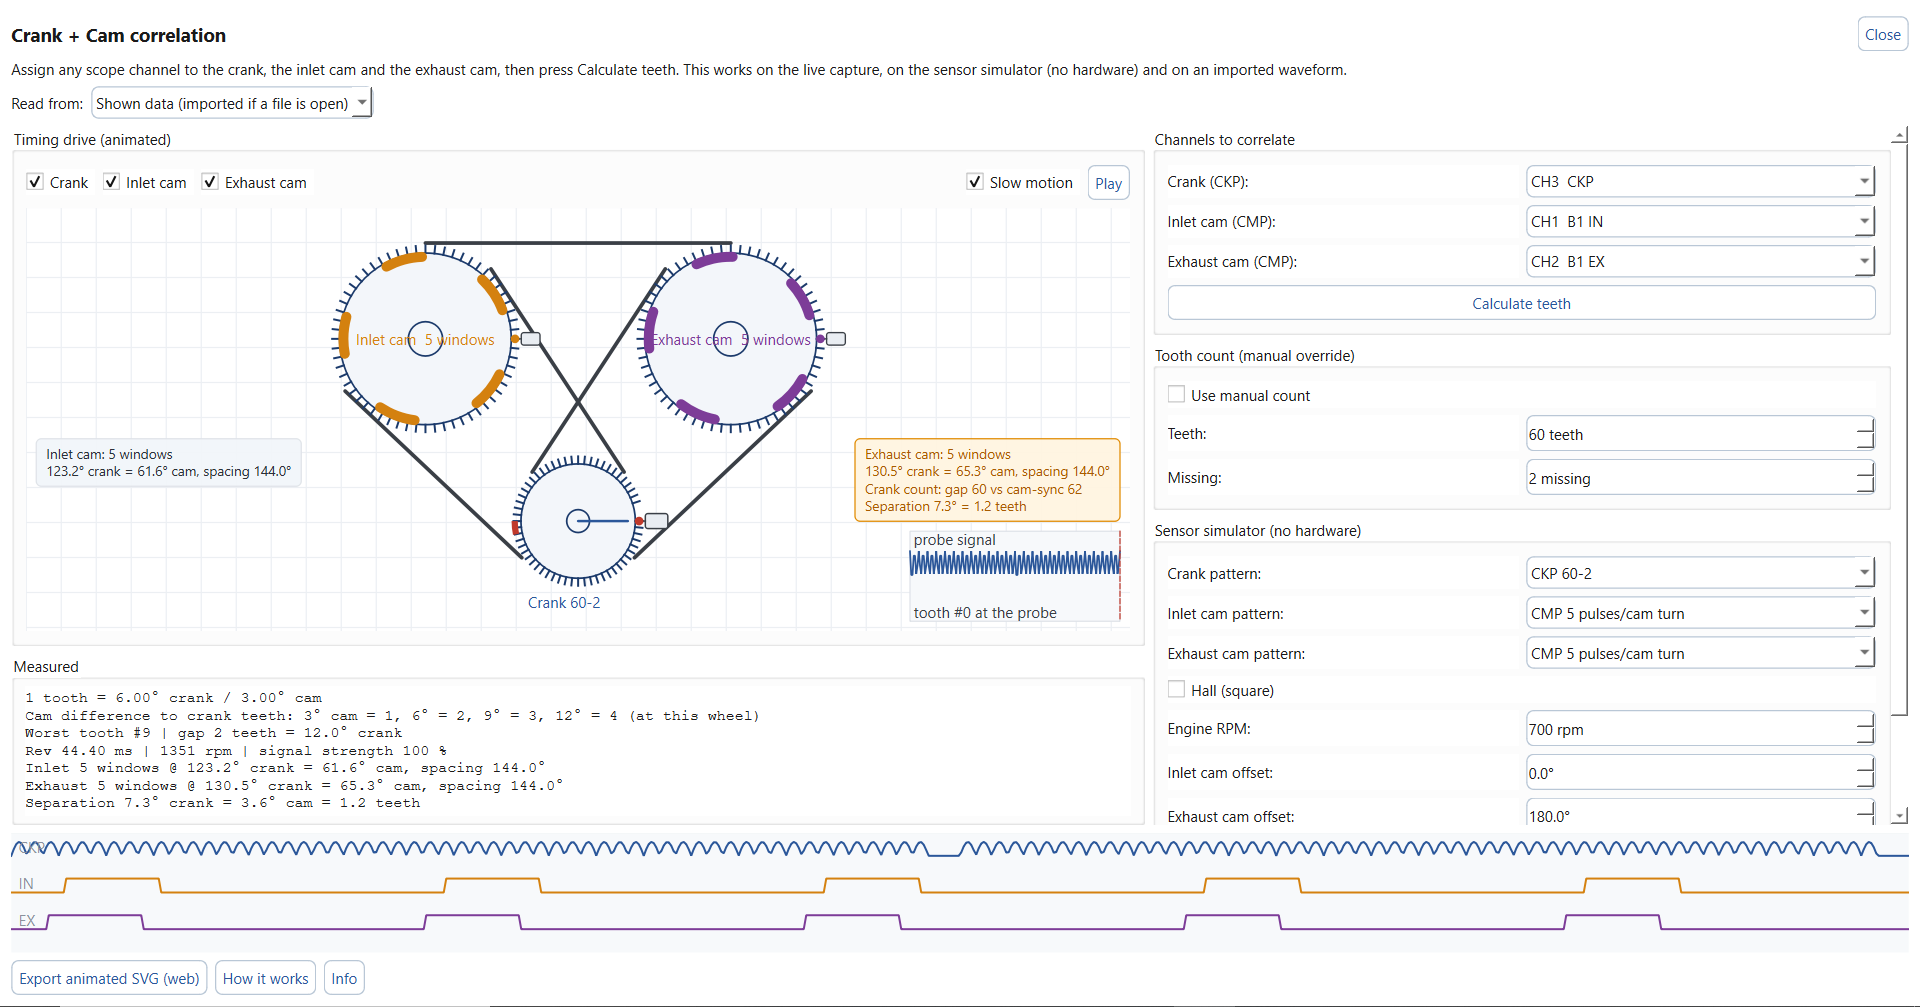 Crank + Cam correlation
Close
Assign any scope channel to the crank, the inlet cam and the exhaust cam, then press Calculate teeth. This works on the live capture, on the sensor simulator (no hardware) and on an imported waveform.
Read from: Shown data (imported if a file is open)
Timing drive (animated)
Crank Inlet cam Exhaust cam Slow motion Play
Inlet cam 5 windows
Exhaust cam 5 windows
Inlet cam: 5 windows
123.2° crank = 61.6° cam, spacing 144.0°
Exhaust cam: 5 windows
130.5° crank = 65.3° cam, spacing 144.0°
Crank count: gap 60 vs cam-sync 62
Separation 7.3° = 1.2 teeth
probe signal
tooth #0 at the probe
Crank 60-2
Measured
1 tooth = 6.00° crank / 3.00° cam
Cam difference to crank teeth: 3° cam = 1, 6° = 2, 9° = 3, 12° = 4 (at this wheel)
Worst tooth #9 | gap 2 teeth = 12.0° crank
Rev 44.40 ms | 1351 rpm | signal strength 100 %
Inlet 5 windows @ 123.2° crank = 61.6° cam, spacing 144.0°
Exhaust 5 windows @ 130.5° crank = 65.3° cam, spacing 144.0°
Separation 7.3° crank = 3.6° cam = 1.2 teeth
Channels to correlate
Crank (CKP): CH3 CKP
Inlet cam (CMP): CH1 B1 IN
Exhaust cam (CMP): CH2 B1 EX
Calculate teeth
Tooth count (manual override)
Use manual count
Teeth: 60 teeth
Missing: 2 missing
Sensor simulator (no hardware)
Crank pattern: CKP 60-2
Inlet cam pattern: CMP 5 pulses/cam turn
Exhaust cam pattern: CMP 5 pulses/cam turn
Hall (square)
Engine RPM: 700 rpm
Inlet cam offset: 0.0°
Exhaust cam offset: 180.0°
CKP
IN
EX
Export animated SVG (web) How it works Info